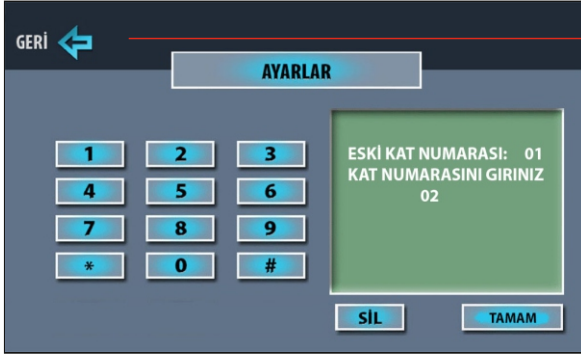 GERİ
AYARLAR
1 2 3
4 5 6
7 8 9
* 0 #
ESKİ KAT NUMARASI: 01
KAT NUMARASINI GIRINIZ
02
SİL
TAMAM